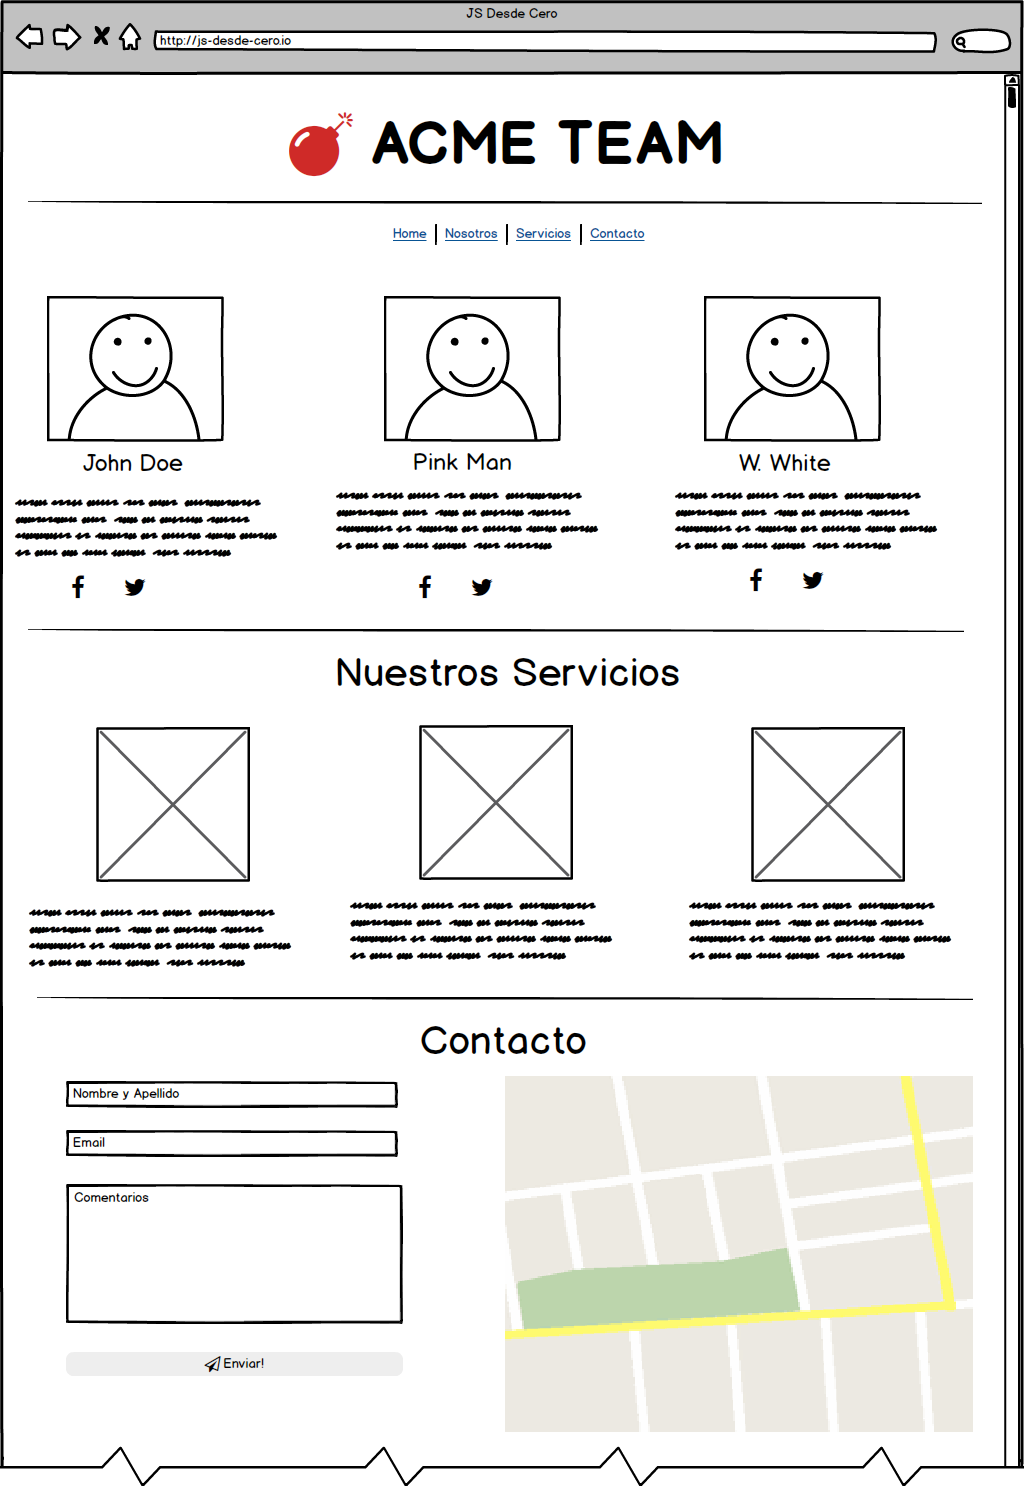 JS Desde Cero
http://js-desde-cero.io
ACME TEAM
Home Nosotros Servicios Contacto
John Doe Pink Man W. White
Nuestros Servicios
Contacto
Nombre y Apellido
Email
Comentarios
Enviar!